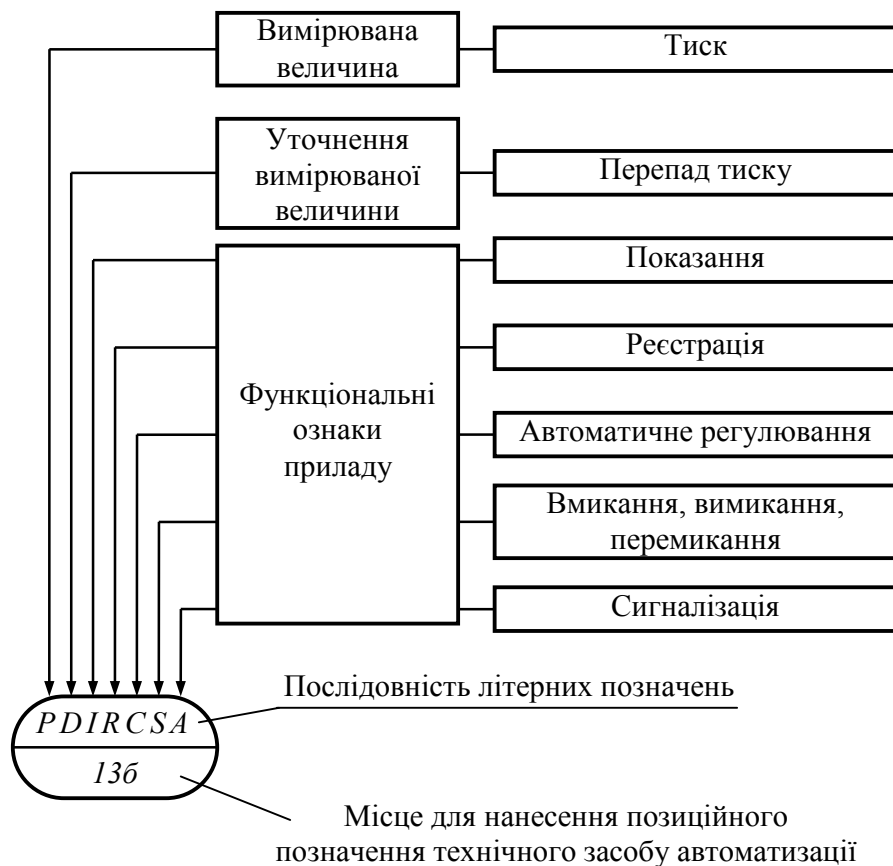 Вимірювана
величина
Тиск
Уточнення
вимірюваної
величини
Перепад тиску
Функціональні
ознаки
приладу
Показання
Реєстрація
Автоматичне регулювання
Вмикання, вимикання,
перемикання
Сигналізація
Послідовність літерних позначень
PDIRCSA
13б
Місце для нанесення позиційного
позначення технічного засобу автоматизації